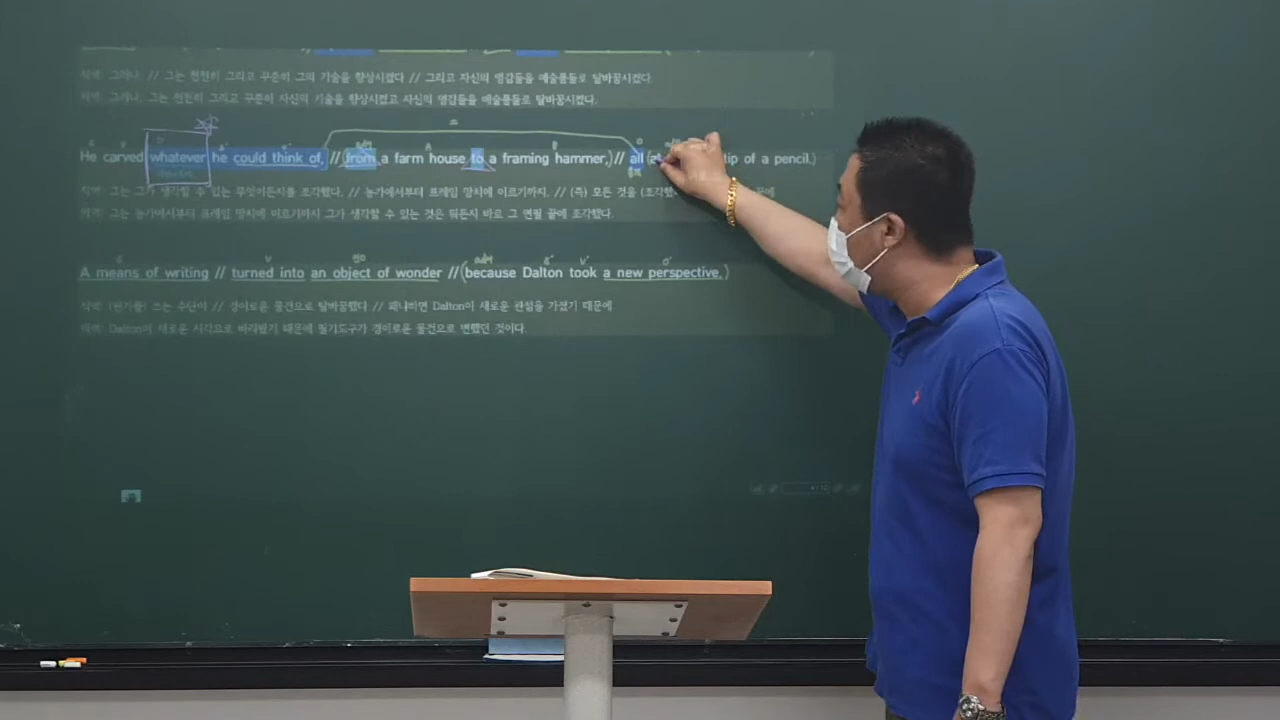 직역: 그러나, // 그는 천천히 그리고 꾸준히 그의 기술을 향상시켰다 // 그리고 자신의 영감들을 예술품들로 탈바꿈시켰다.
의역: 그러나, 그는 천천히 그리고 꾸준히 자신의 기술을 향상시켰고 자신의 영감들을 예술품들로 탈바꿈시켰다.
He carved whatever he could think of, // (from a farm house to a framing hammer,) // all tip of a pencil.)
직역: 그는 그가 생각할 수 있는 무엇이든지를 조각했다. // 농가에서부터 프레임 망치에 이르기까지. // (즉) 모든 것을 (조각했 끝에
의역: 그는 농가에서부터 프레임 망치에 이르기까지 그가 생각할 수 있는 것은 뭐든지 바로 그 연필 끝에 조각했다.
A means of writing // turned into an object of wonder // (because Dalton took a new perspective.)
직역: (필기를) 쓰는 수단이 // 경이로운 물건으로 탈바꿈했다 // 왜냐하면 Dalton이 새로운 관점을 가졌기 때문에
의역: Dalton이 새로운 시각으로 바라봤기 때문에 필기도구가 경이로운 물건으로 변했던 것이다.